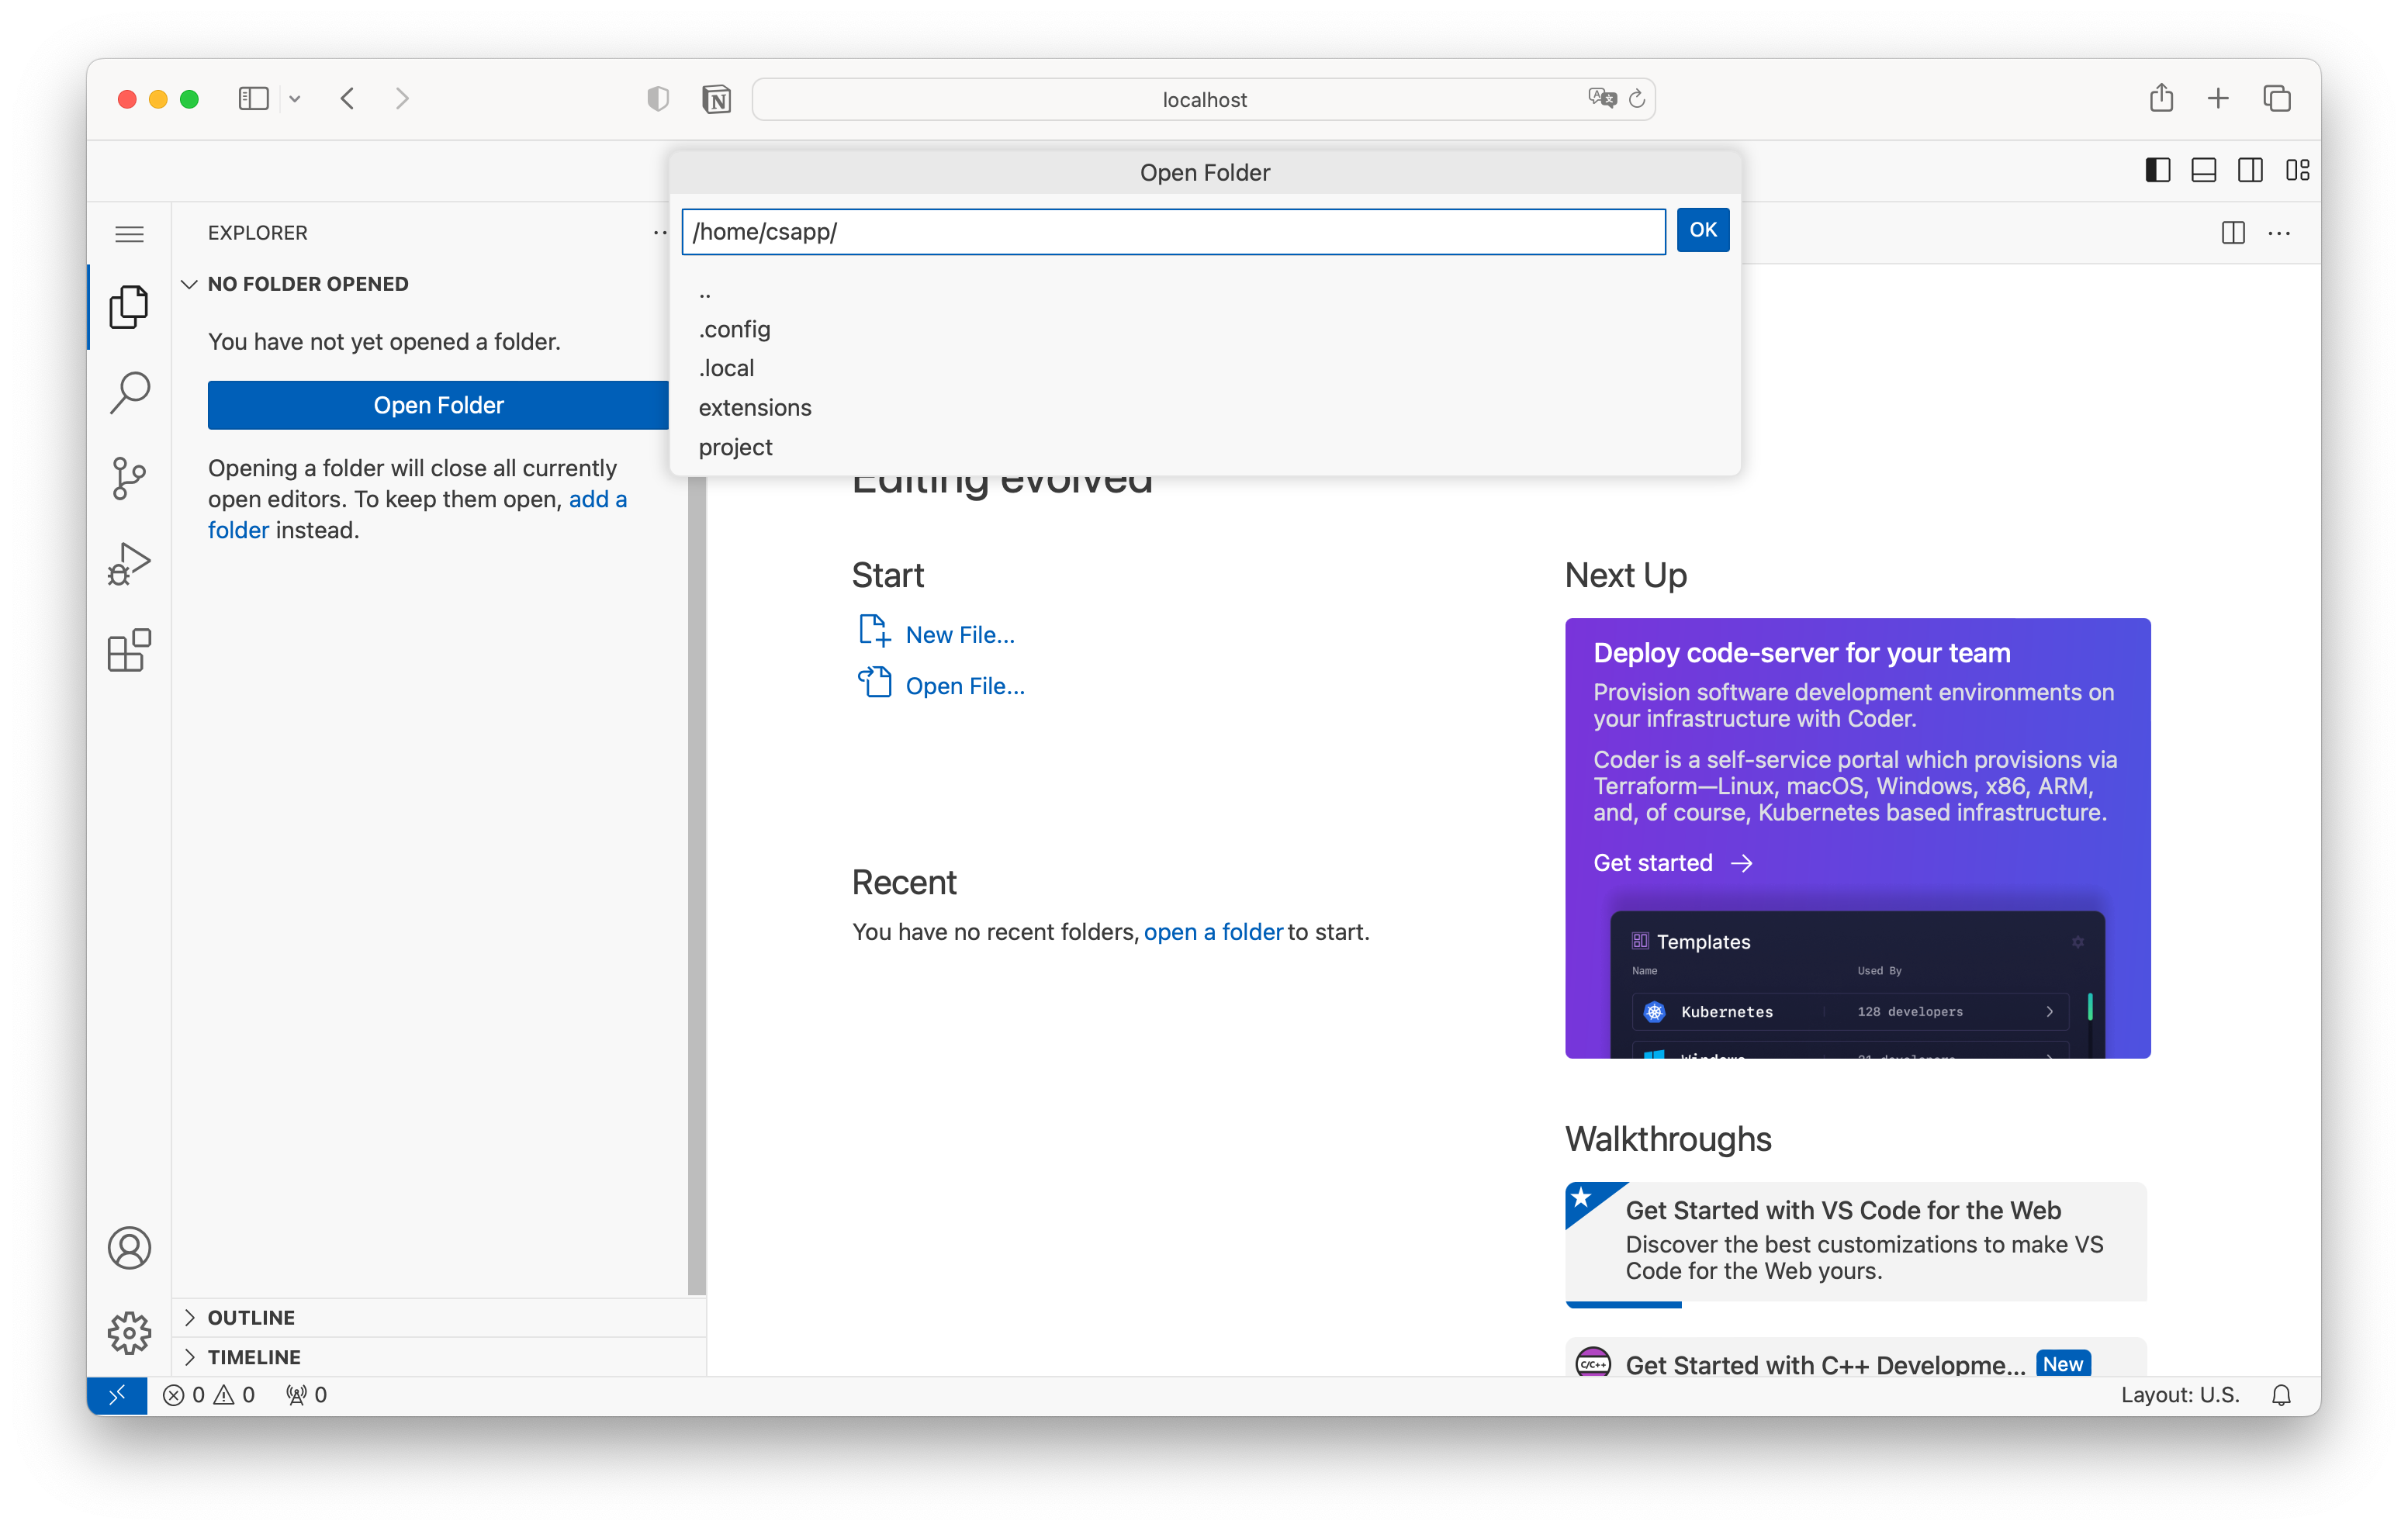 localhost
Open Folder
/home/csapp/
OK
..
.config
.local
extensions
project
EXPLORER
NO FOLDER OPENED
You have not yet opened a folder.
Open Folder
Opening a folder will close all currently
open editors. To keep them open, add a
folder instead.
OUTLINE
TIMELINE
Editing evolved
Start
New File...
Open File...
Recent
You have no recent folders, open a folder to start.
Next Up
Deploy code-server for your team
Provision software development environments on
your infrastructure with Coder.
Coder is a self-service portal which provisions via
Terraform—Linux, macOS, Windows, x86, ARM,
and, of course, Kubernetes based infrastructure.
Get started
Templates
Name Used By
Kubernetes 128 developers
Walkthroughs
Get Started with VS Code for the Web
Discover the best customizations to make VS
Code for the Web yours.
C/C++
Get Started with C++ Developme... New
0 0 0
Layout: U.S.